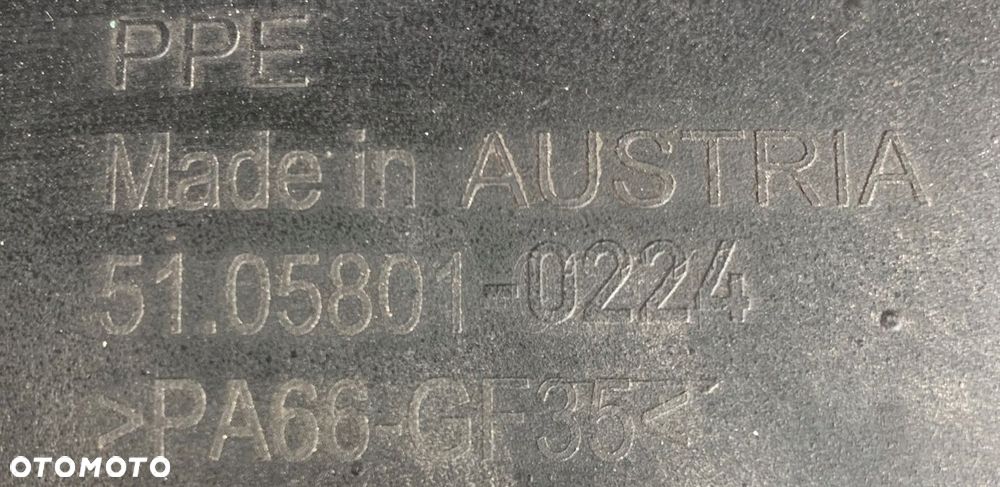 PPE
Made in AUSTRIA
51.05801-0224
>PA66-GF35<
OTOMOTO